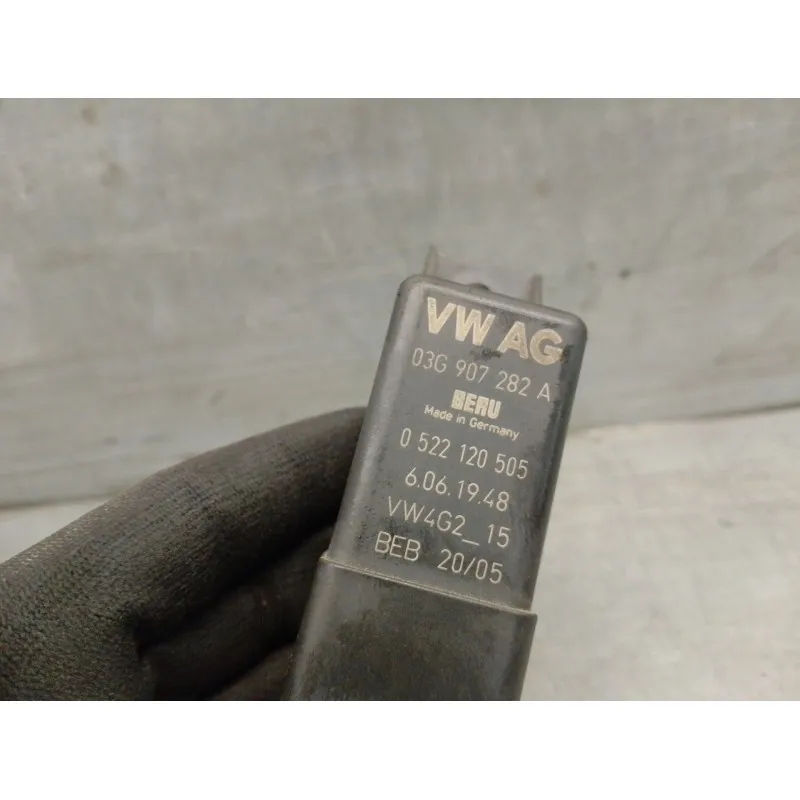 VW AG
03G 907 282 A
BERU
Made in Germany
0 522 120 505
6.06.19.48
VW4G2_15
BEB 20/05